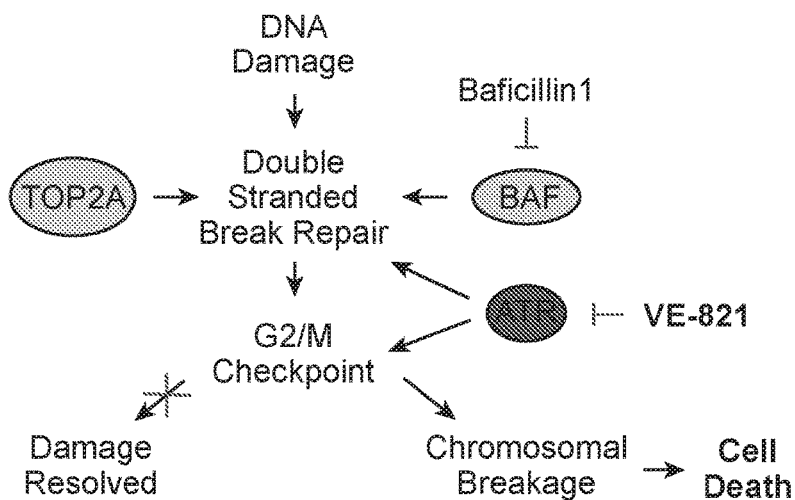 DNA
Damage
Baficillin1
Double
Stranded
Break Repair
TOP2A
BAF
ATR
VE-821
G2/M
Checkpoint
Damage
Resolved
Chromosomal
Breakage
Cell
Death